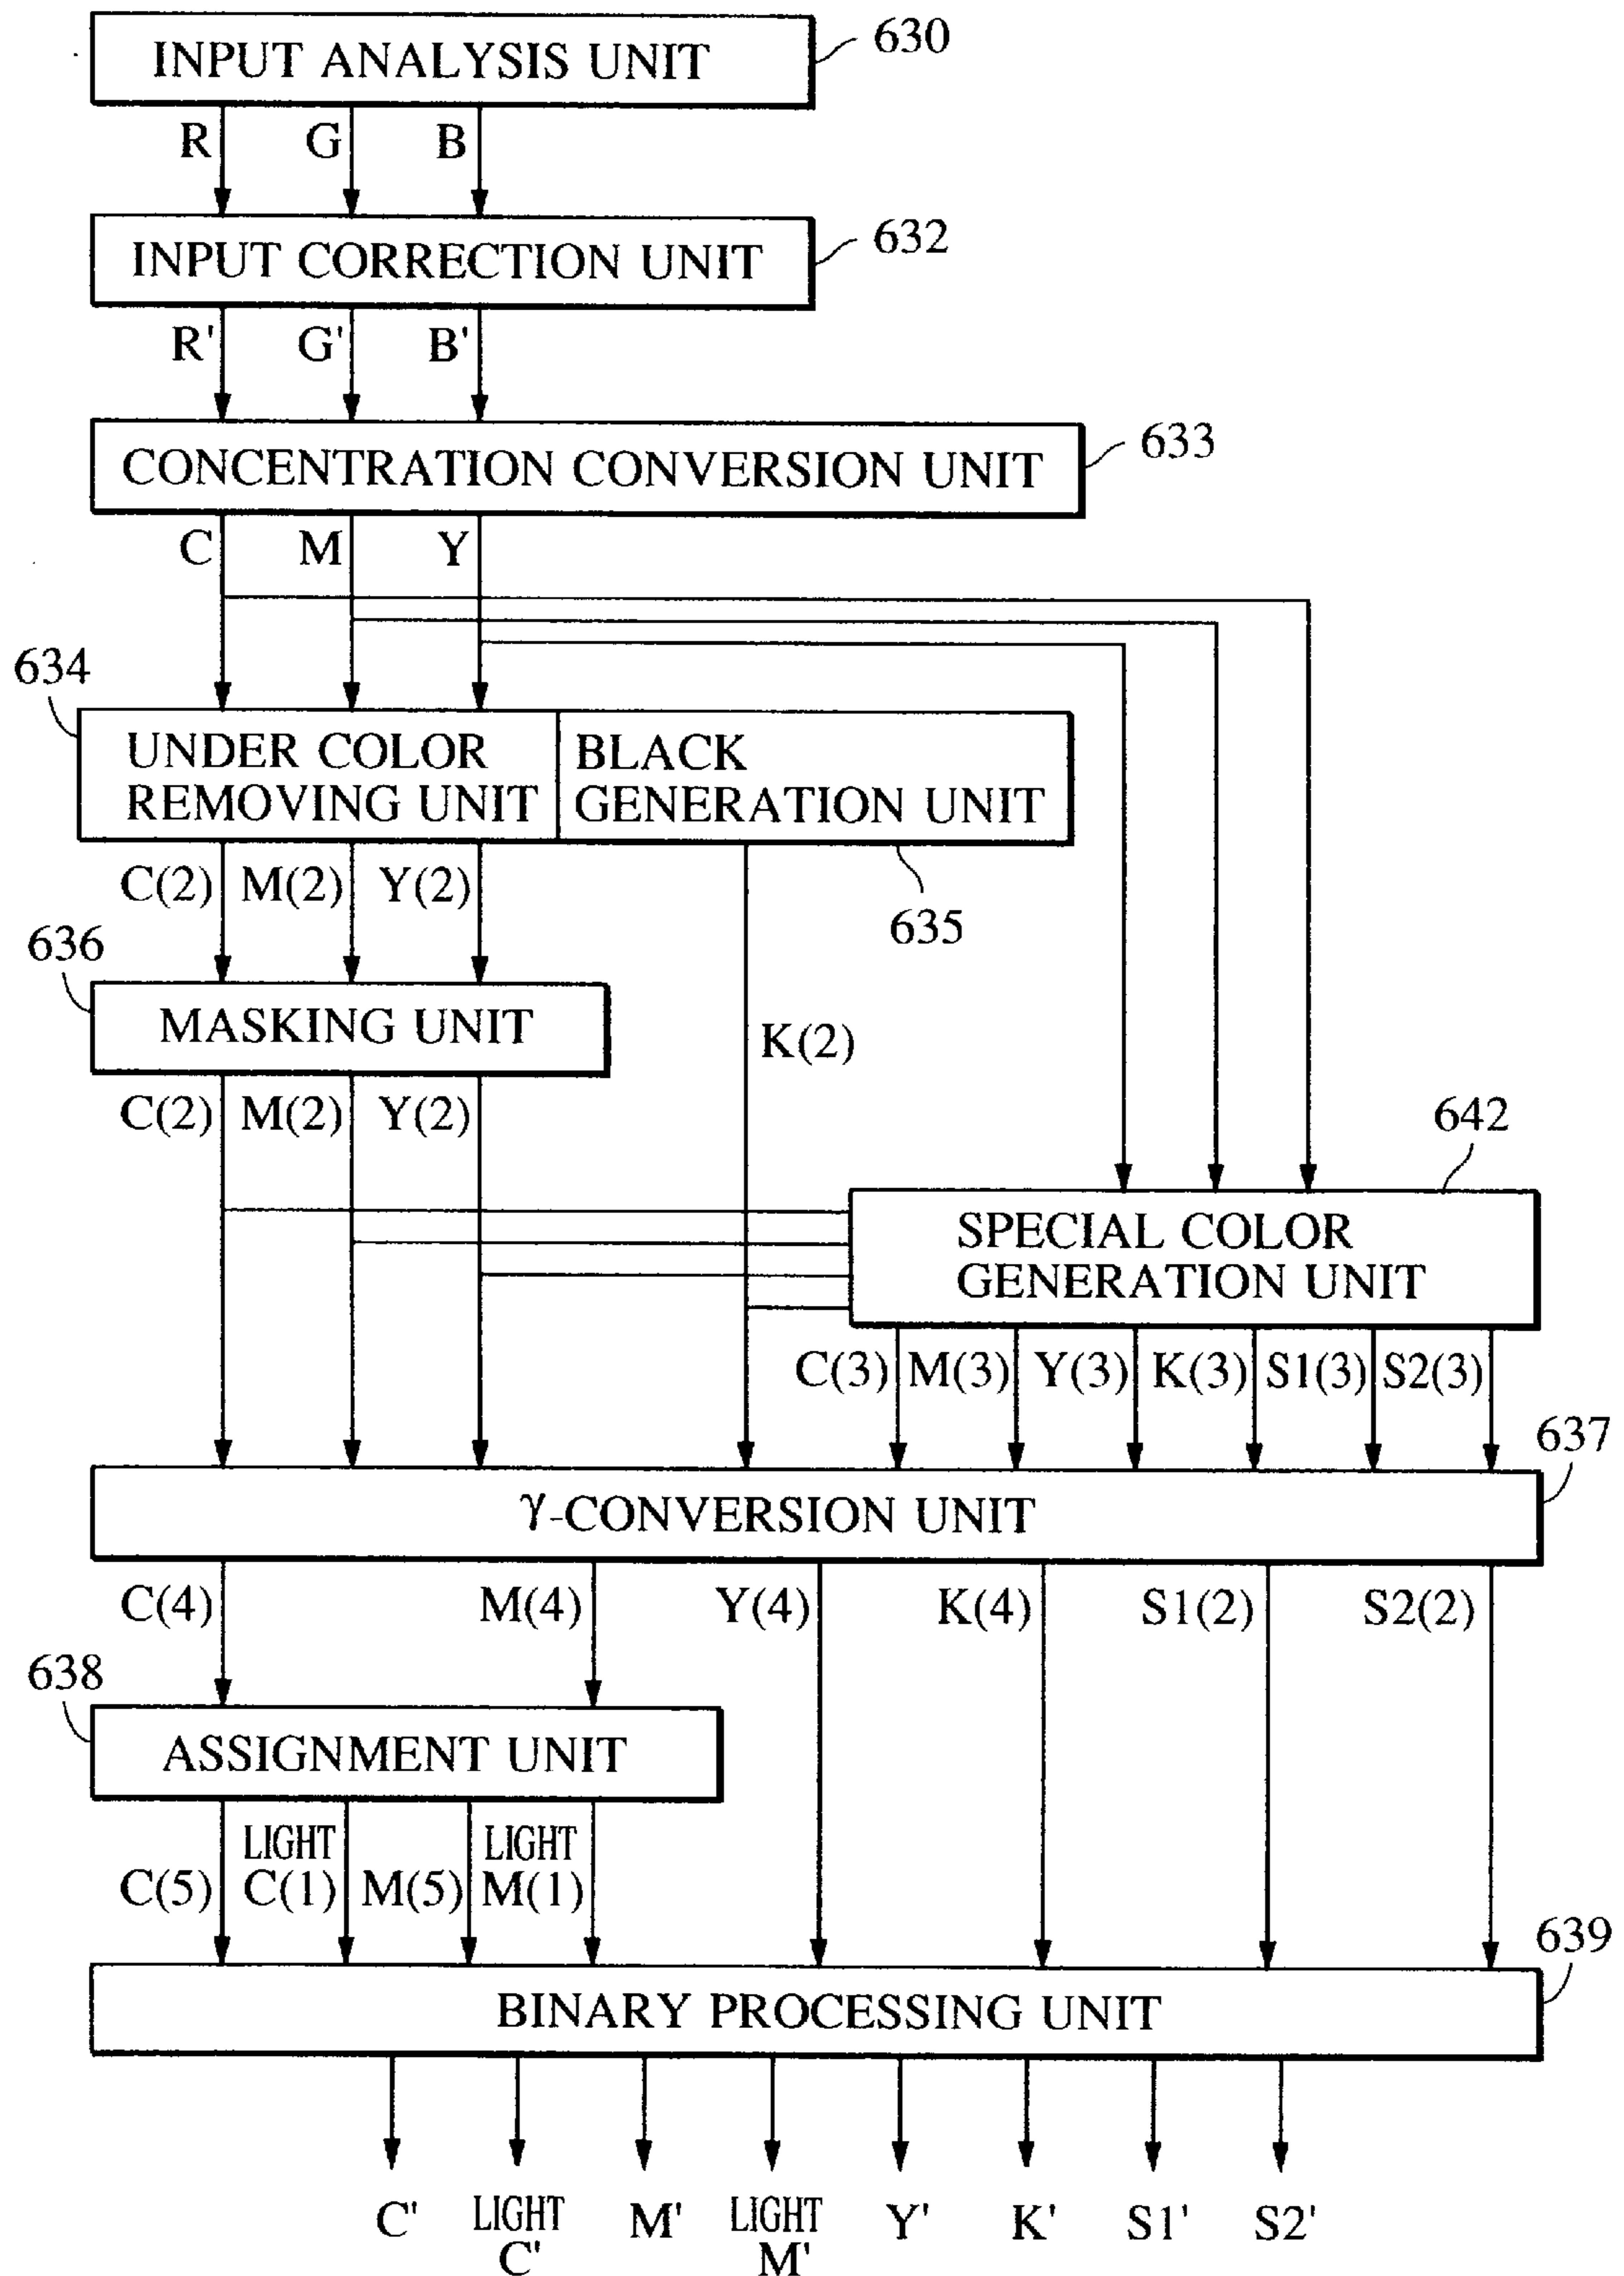 INPUT ANALYSIS UNIT
630
R G B
INPUT CORRECTION UNIT
632
R' G' B'
CONCENTRATION CONVERSION UNIT
633
C M Y
634
UNDER COLOR
REMOVING UNIT
BLACK
GENERATION UNIT
635
C(2) M(2) Y(2)
636
MASKING UNIT
K(2)
C(2) M(2) Y(2)
642
SPECIAL COLOR
GENERATION UNIT
C(3) M(3) Y(3) K(3) S1(3) S2(3)
637
γ-CONVERSION UNIT
C(4) M(4) Y(4) K(4) S1(2) S2(2)
638
ASSIGNMENT UNIT
C(5)
LIGHT
C(1)
M(5)
LIGHT
M(1)
639
BINARY PROCESSING UNIT
C'
LIGHT
C'
M'
LIGHT
M'
Y'
K'
S1'
S2'